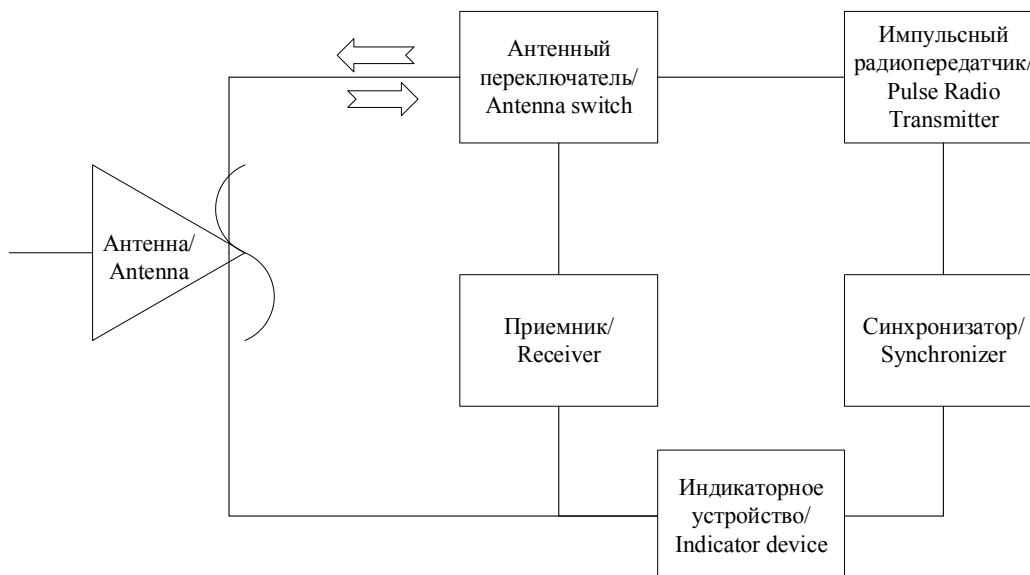 Антенный
переключатель/
Antenna switch
Импульсный
радиопередатчик/
Pulse Radio
Transmitter
Антенна/
Antenna
Приемник/
Receiver
Синхронизатор/
Synchronizer
Индикаторное
устройство/
Indicator device